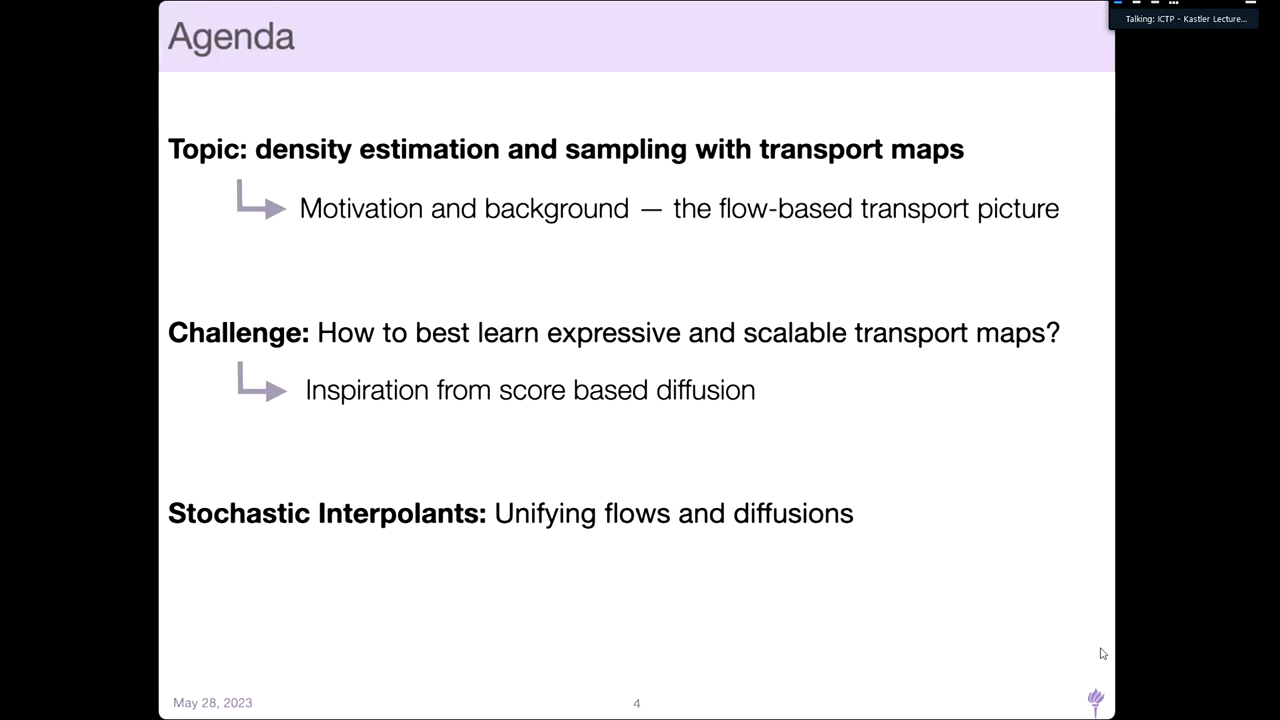 Agenda
Talking: ICTP - Kastler Lecture...
Topic: density estimation and sampling with transport maps
Motivation and background — the flow-based transport picture
Challenge: How to best learn expressive and scalable transport maps?
Inspiration from score based diffusion
Stochastic Interpolants: Unifying flows and diffusions
May 28, 2023
4